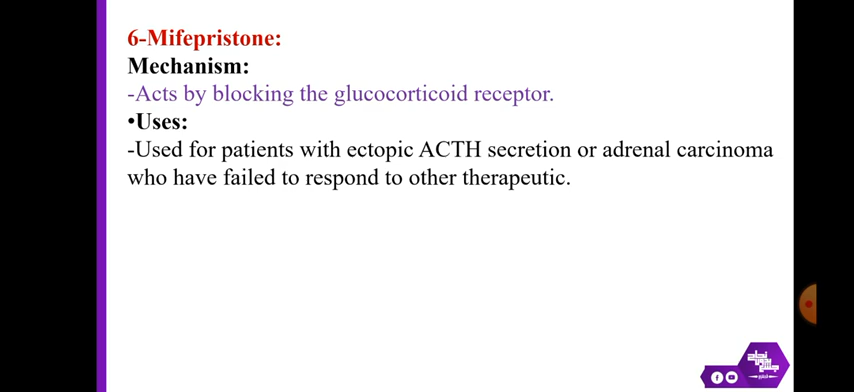 6-Mifepristone:
Mechanism:
-Acts by blocking the glucocorticoid receptor.
•Uses:
-Used for patients with ectopic ACTH secretion or adrenal carcinoma
who have failed to respond to other therapeutic.